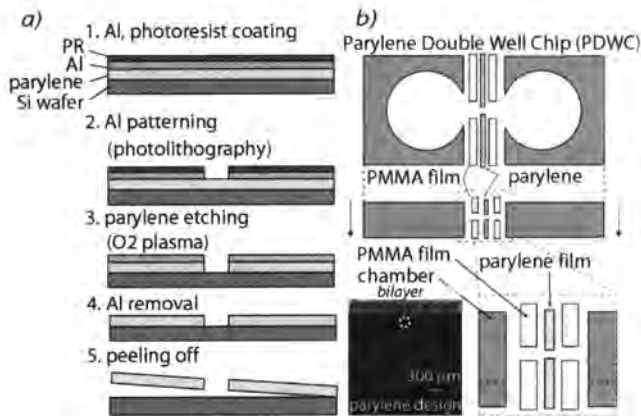 a)
1. Al, photoresist coating
PR
Al
parylene
Si wafer
2. Al patterning
(photolithography)
3. parylene etching
(O2 plasma)
4. Al removal
5. peeling off
b)
Parylene Double Well Chip (PDWC)
PMMA film
parylene
PMMA film
chamber
parylene film
bilayer
300 μm
parylene design